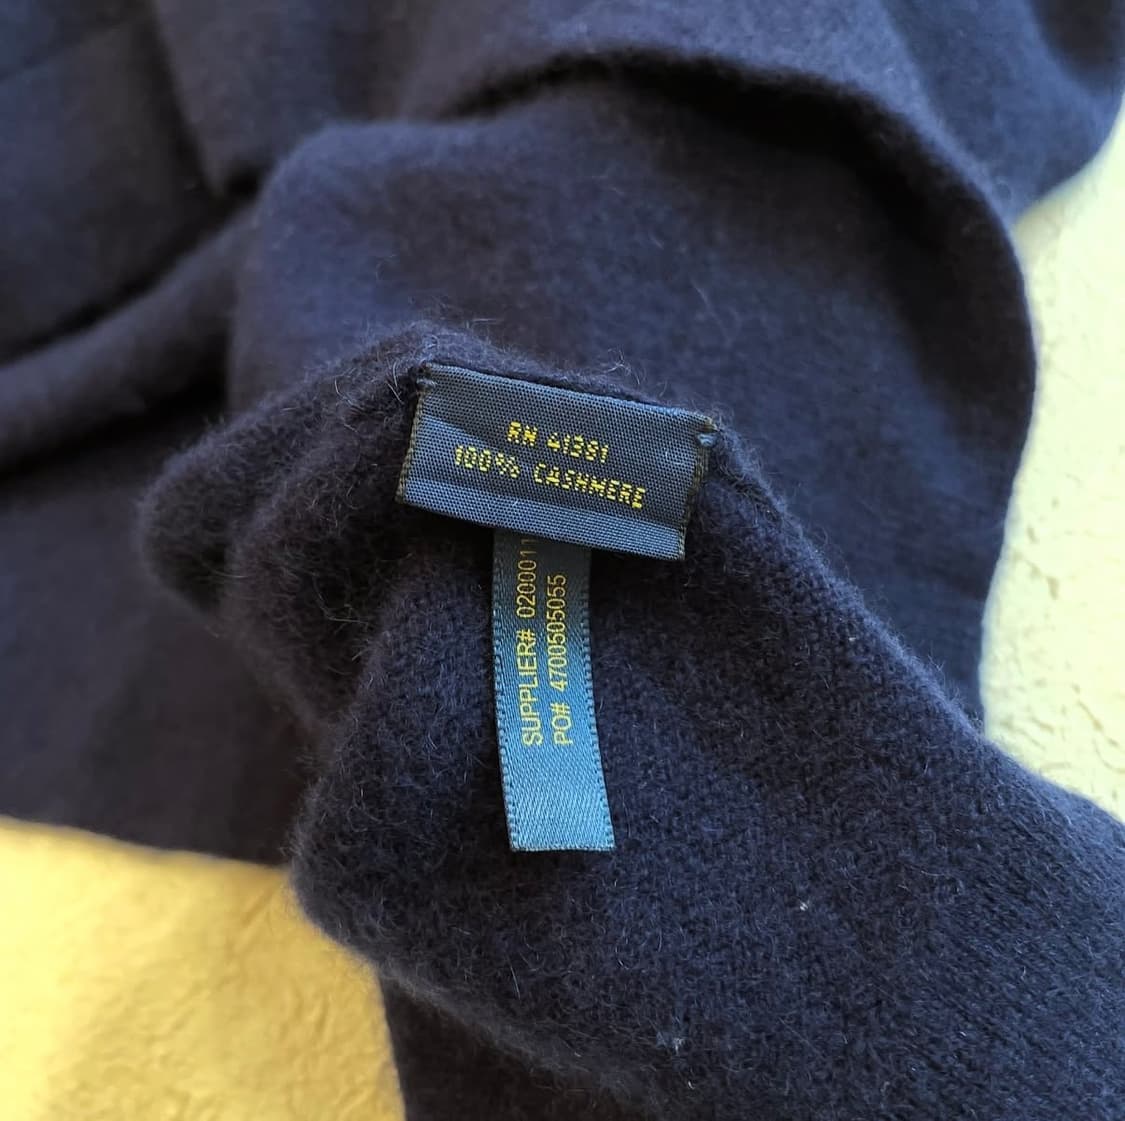 RN 41381
100% CASHMERE
SUPPLIER# 0200011
PO# 4700505055